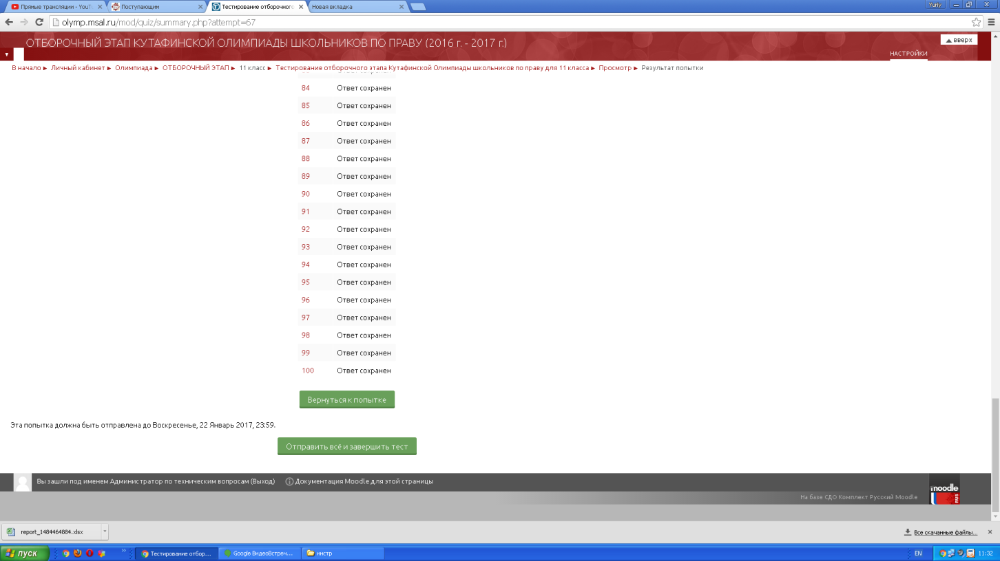 Прямые трансляции - YouT
Поступающим
Тестирование отборочног
Новая вкладка
Yuriy
olymp.msal.ru/mod/quiz/summary.php?attempt=67
ОТБОРОЧНЫЙ ЭТАП КУТАФИНСКОЙ ОЛИМПИАДЫ ШКОЛЬНИКОВ ПО ПРАВУ (2016 г. - 2017 г.)
вверх
НАСТРОЙКИ
В начало ► Личный кабинет ► Олимпиада ► ОТБОРОЧНЫЙ ЭТАП ► 11 класс ► Тестирование отборочного этапа Кутафинской Олимпиады школьников по праву для 11 класса ► Просмотр ► Результат попытки
84 Ответ сохранен
85 Ответ сохранен
86 Ответ сохранен
87 Ответ сохранен
88 Ответ сохранен
89 Ответ сохранен
90 Ответ сохранен
91 Ответ сохранен
92 Ответ сохранен
93 Ответ сохранен
94 Ответ сохранен
95 Ответ сохранен
96 Ответ сохранен
97 Ответ сохранен
98 Ответ сохранен
99 Ответ сохранен
100 Ответ сохранен
Вернуться к попытке
Эта попытка должна быть отправлена до Воскресенье, 22 Январь 2017, 23:59.
Отправить всё и завершить тест
Вы зашли под именем Администратор по техническим вопросам (Выход)
Документация Moodle для этой страницы
moodle
RUS
На базе СДО Комплект Русский Moodle
report_1484464884.xlsx
Все скачанные файлы...
пуск
Тестирование отбор...
Google ВидеоВстреч...
инстр
EN
11:32